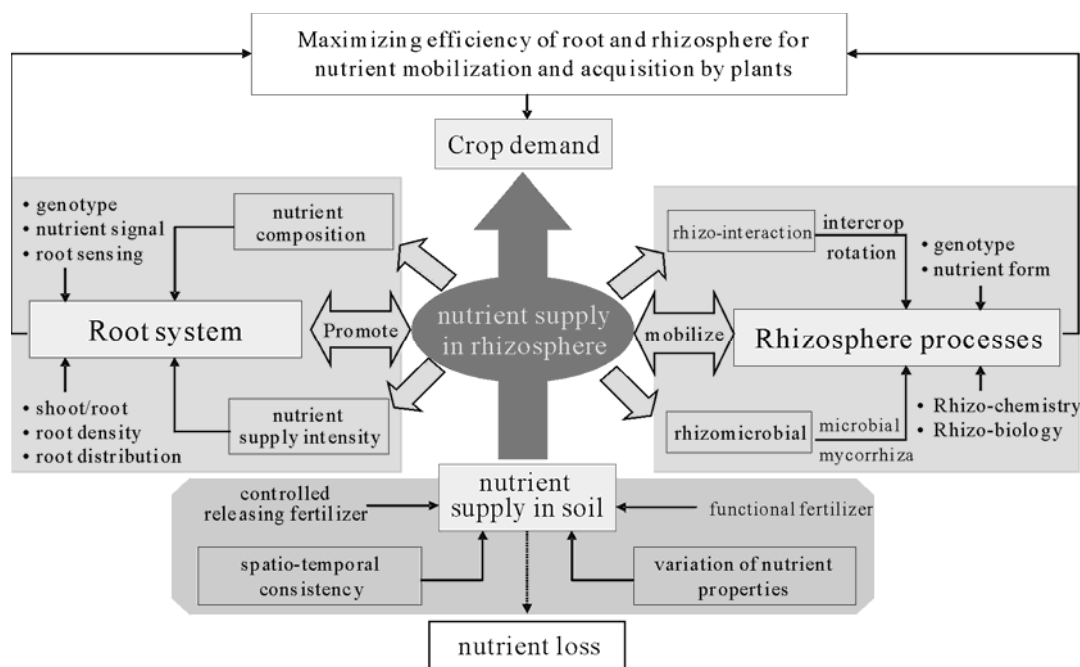 Maximizing efficiency of root and rhizosphere for
nutrient mobilization and acquisition by plants
Crop demand
• genotype
• nutrient signal
• root sensing
nutrient
composition
Root system
Promote
nutrient
supply intensity
• shoot/root
• root density
• root distribution
nutrient supply
in rhizosphere
rhizo-interaction
intercrop
rotation
• genotype
• nutrient form
mobilize
Rhizosphere processes
rhizomicrobial
microbial
mycorrhiza
• Rhizo-chemistry
• Rhizo-biology
controlled
releasing fertilizer
nutrient
supply in soil
functional fertilizer
spatio-temporal
consistency
variation of nutrient
properties
nutrient loss